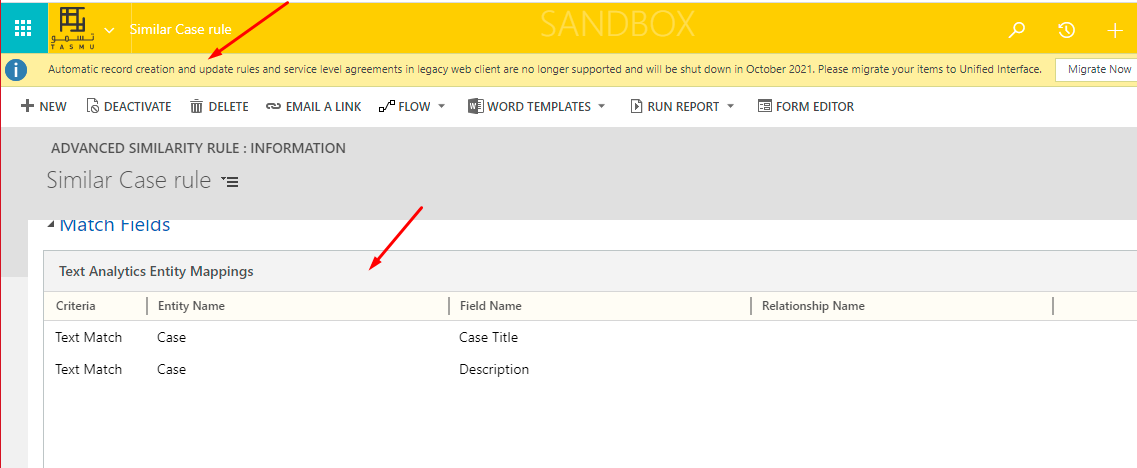 SANDBOX
تسمو
TASMU
Similar Case rule
Automatic record creation and update rules and service level agreements in legacy web client are no longer supported and will be shut down in October 2021. Please migrate your items to Unified Interface.
Migrate Now
NEW DEACTIVATE DELETE EMAIL A LINK FLOW WORD TEMPLATES RUN REPORT FORM EDITOR
ADVANCED SIMILARITY RULE : INFORMATION
Similar Case rule
Match Fields
Text Analytics Entity Mappings
Criteria Entity Name Field Name Relationship Name
Text Match Case Case Title
Text Match Case Description